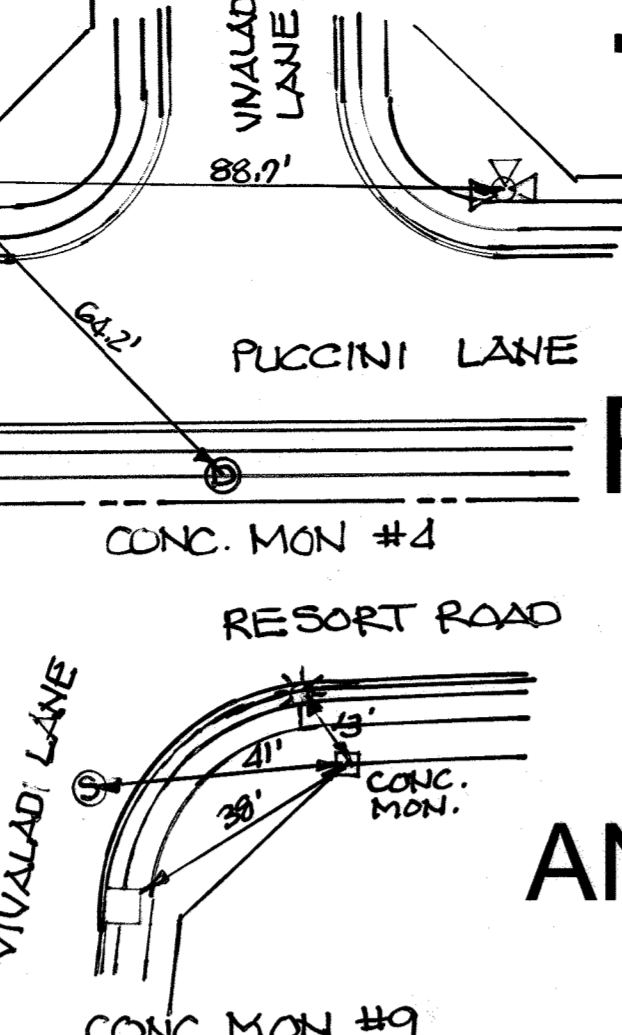 VIVALAD
LANE
88.7'
64.2'
PUCCINI LANE
D
CONC. MON #4
RESORT ROAD
VIVALADI LANE
13'
41'
S
CONC.
MON.
38'
AN
CONC MON #9